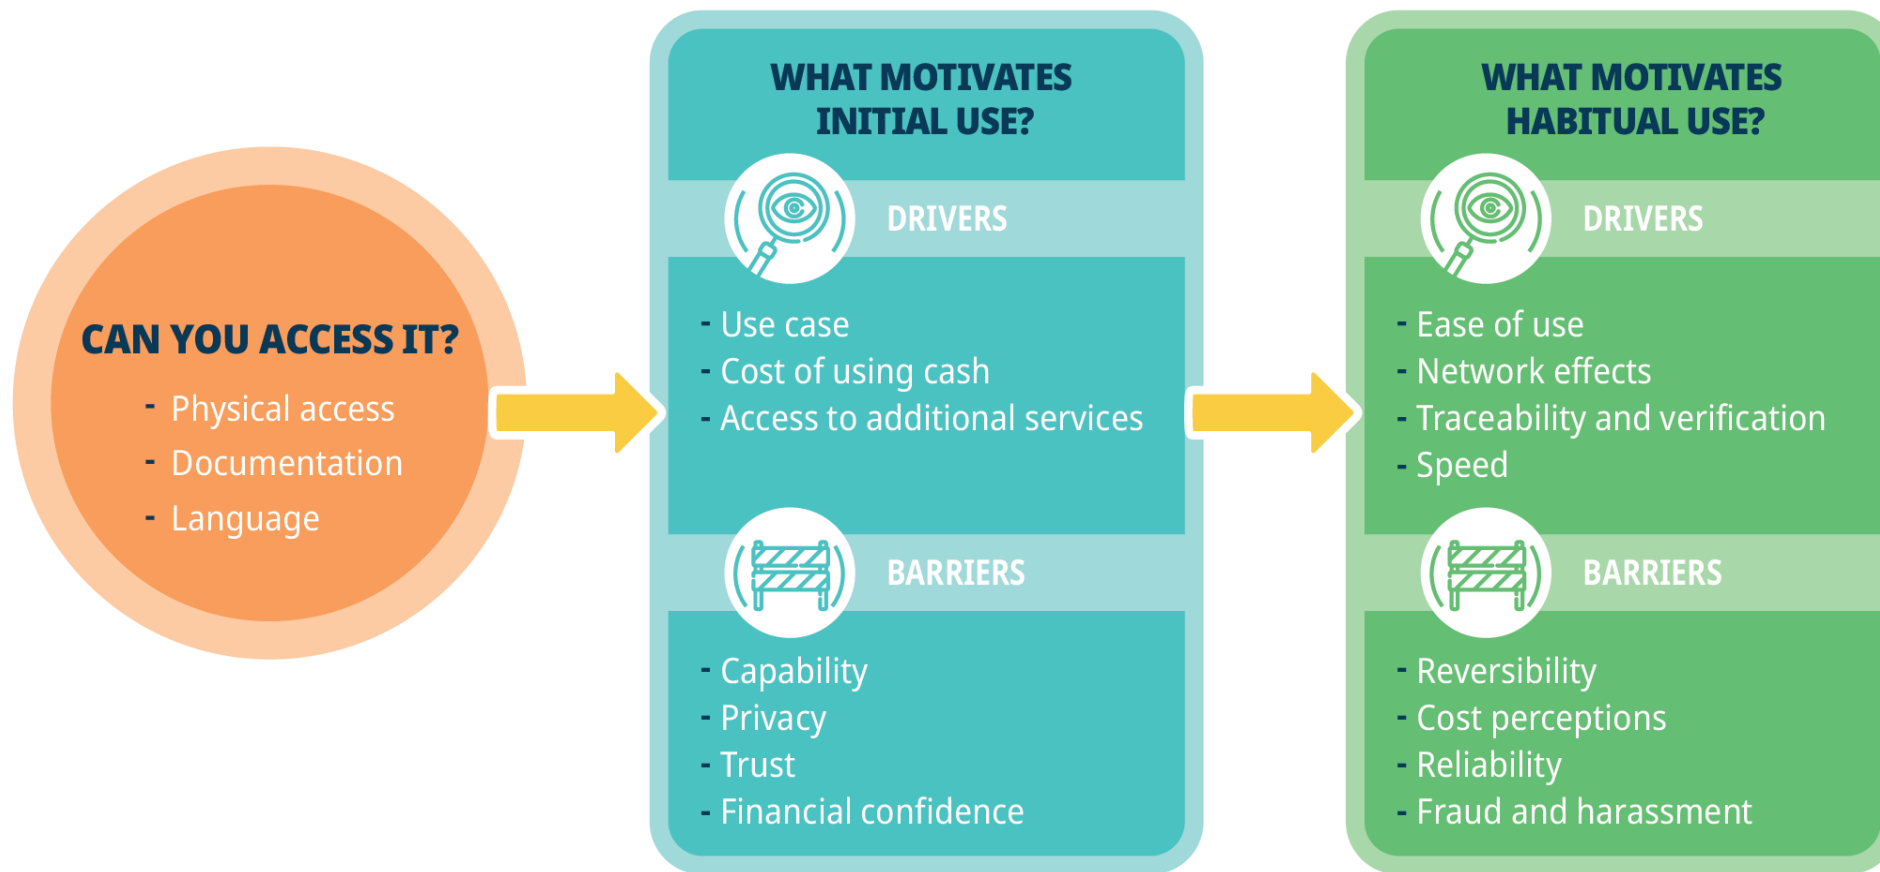 CAN YOU ACCESS IT?
- Physical access
- Documentation
- Language
WHAT MOTIVATES
INITIAL USE?
DRIVERS
- Use case
- Cost of using cash
- Access to additional services
BARRIERS
- Capability
- Privacy
- Trust
- Financial confidence
WHAT MOTIVATES
HABITUAL USE?
DRIVERS
- Ease of use
- Network effects
- Traceability and verification
- Speed
BARRIERS
- Reversibility
- Cost perceptions
- Reliability
- Fraud and harassment